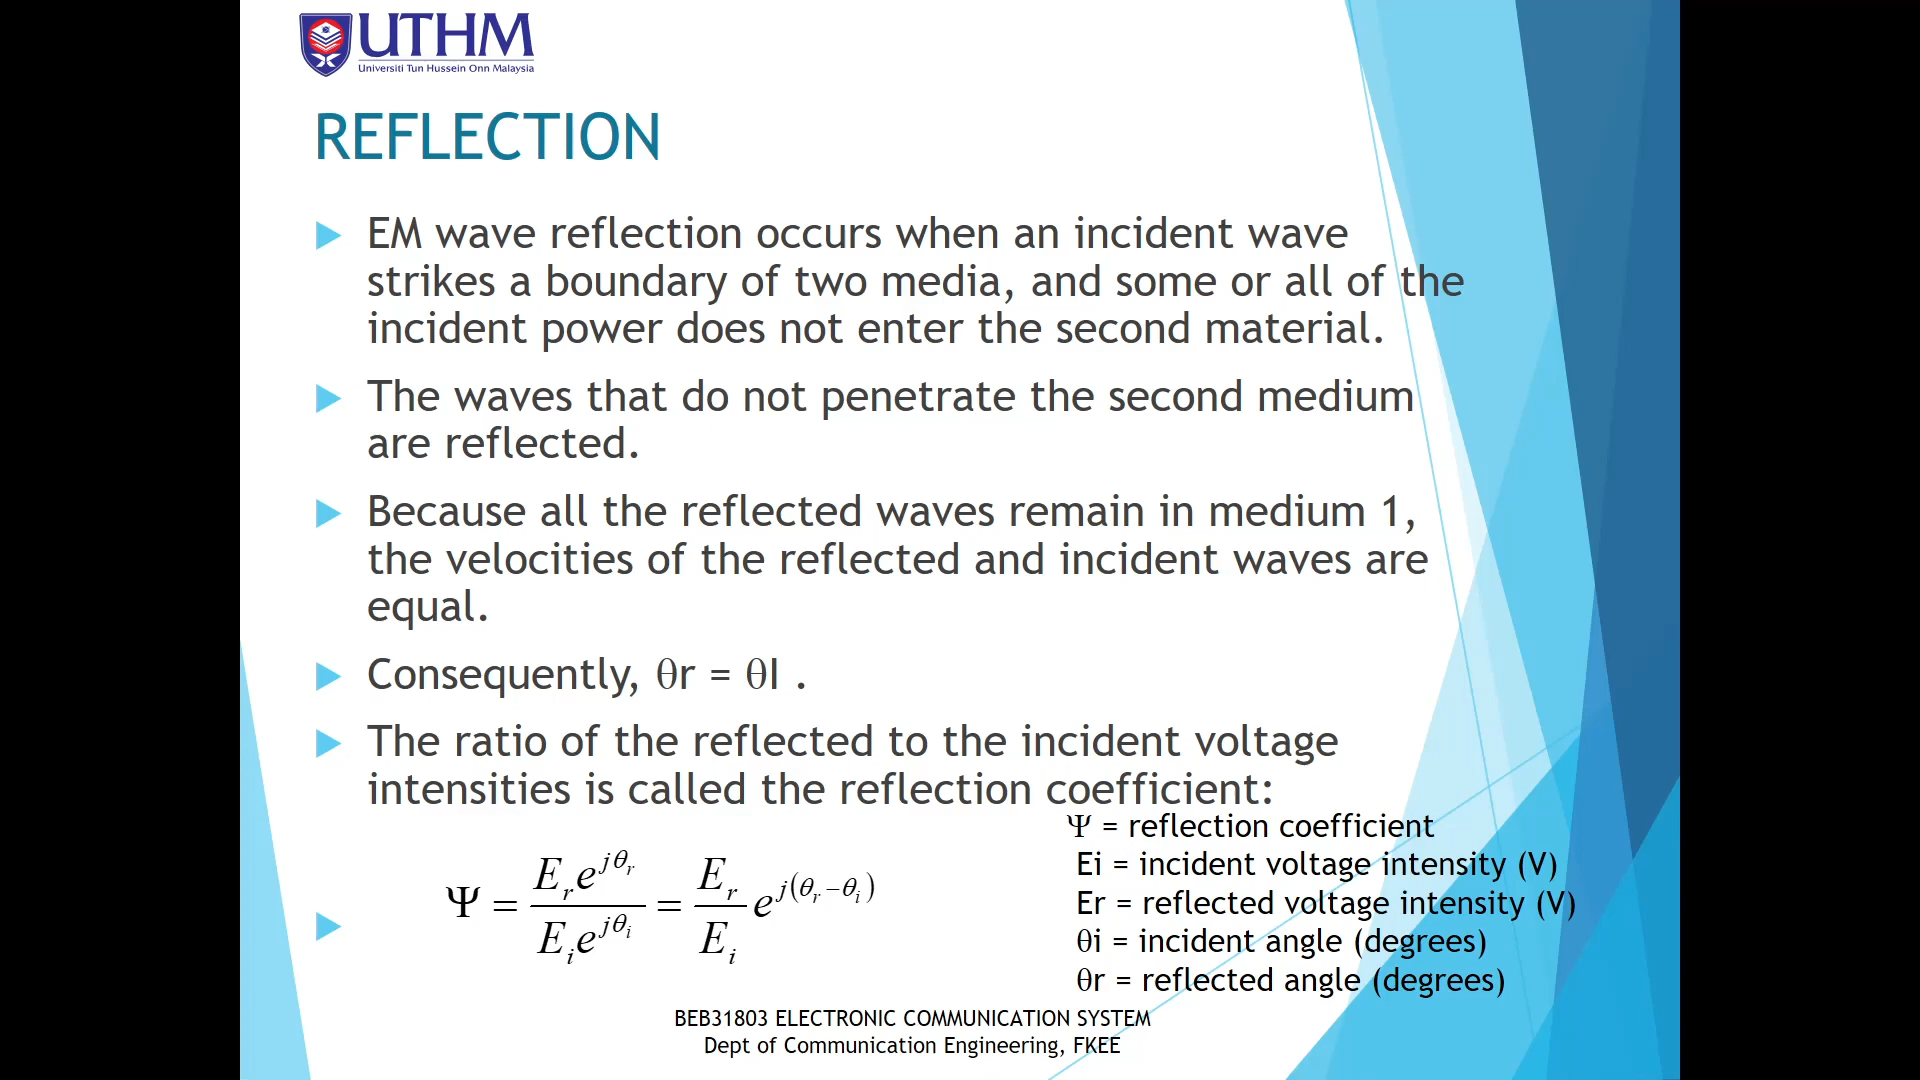 UTHM
Universiti Tun Hussein Onn Malaysia
REFLECTION
EM wave reflection occurs when an incident wave
strikes a boundary of two media, and some or all of the
incident power does not enter the second material.
The waves that do not penetrate the second medium
are reflected.
Because all the reflected waves remain in medium 1,
the velocities of the reflected and incident waves are
equal.
Consequently, θr = θI .
The ratio of the reflected to the incident voltage
intensities is called the reflection coefficient:
Ψ = E_r e^{jθ_r} / E_i e^{jθ_i} = E_r / E_i e^{j(θ_r − θ_i)}
Ψ = reflection coefficient
Ei = incident voltage intensity (V)
Er = reflected voltage intensity (V)
θi = incident angle (degrees)
θr = reflected angle (degrees)
BEB31803 ELECTRONIC COMMUNICATION SYSTEM
Dept of Communication Engineering, FKEE